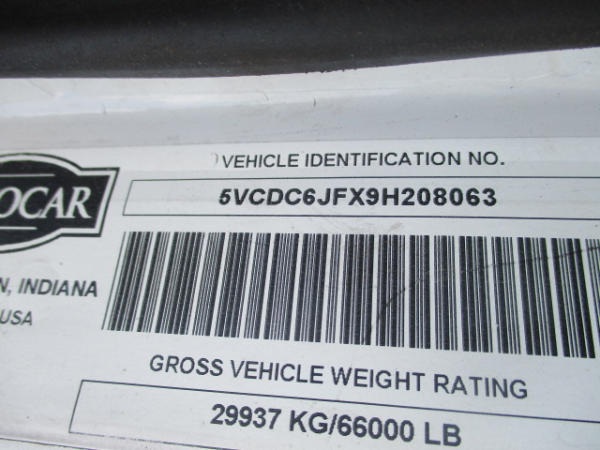 VEHICLE IDENTIFICATION NO.
OCAR
5VCDC6JFX9H208063
N, INDIANA
USA
GROSS VEHICLE WEIGHT RATING
29937 KG/66000 LB